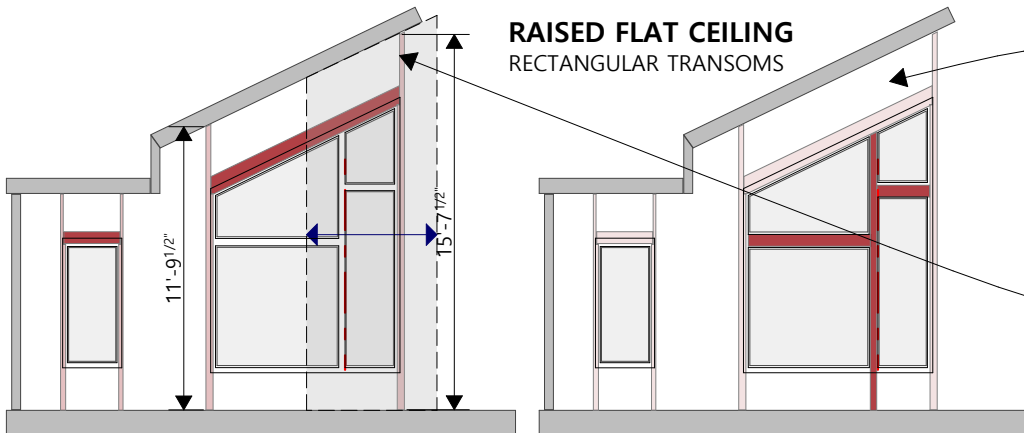 RAISED FLAT CEILING
RECTANGULAR TRANSOMS
11'-9 1/2"
15'-7 1/2"